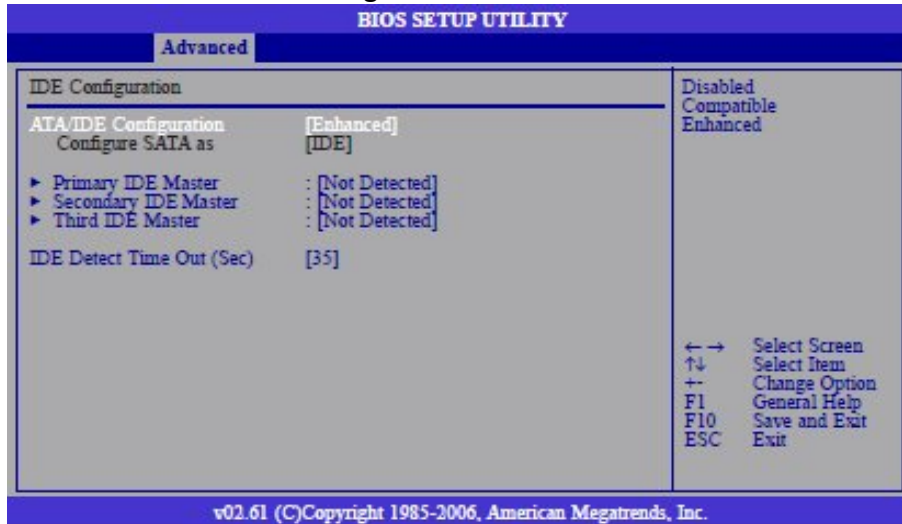 BIOS SETUP UTILITY
Advanced
IDE Configuration
ATA/IDE Configuration [Enhanced]
Configure SATA as [IDE]
► Primary IDE Master : [Not Detected]
► Secondary IDE Master : [Not Detected]
► Third IDE Master : [Not Detected]
IDE Detect Time Out (Sec) [35]
Disabled
Compatible
Enhanced
←→ Select Screen
↑↓ Select Item
+- Change Option
F1 General Help
F10 Save and Exit
ESC Exit
v02.61 (C)Copyright 1985-2006, American Megatrends, Inc.